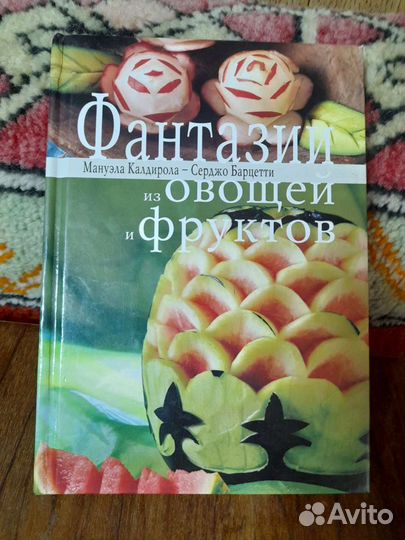 Фантазии
Мануэла Калдирола – Серджо Барцетти
из овощей
и фруктов
Avito